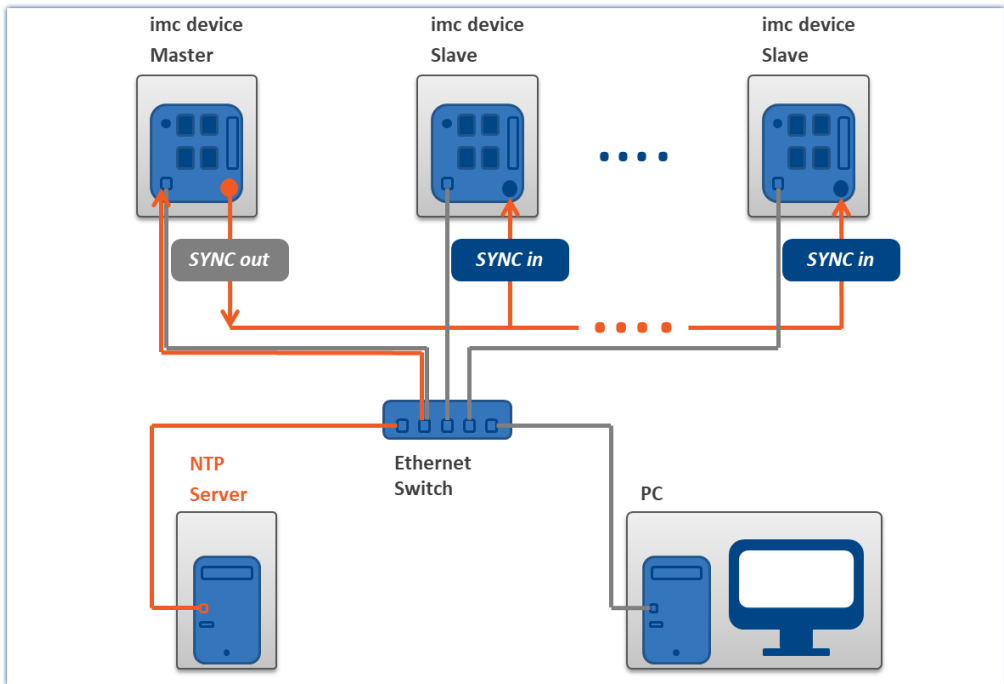 imc device
Master
imc device
Slave
imc device
Slave
SYNC out
SYNC in
SYNC in
Ethernet
Switch
NTP
Server
PC